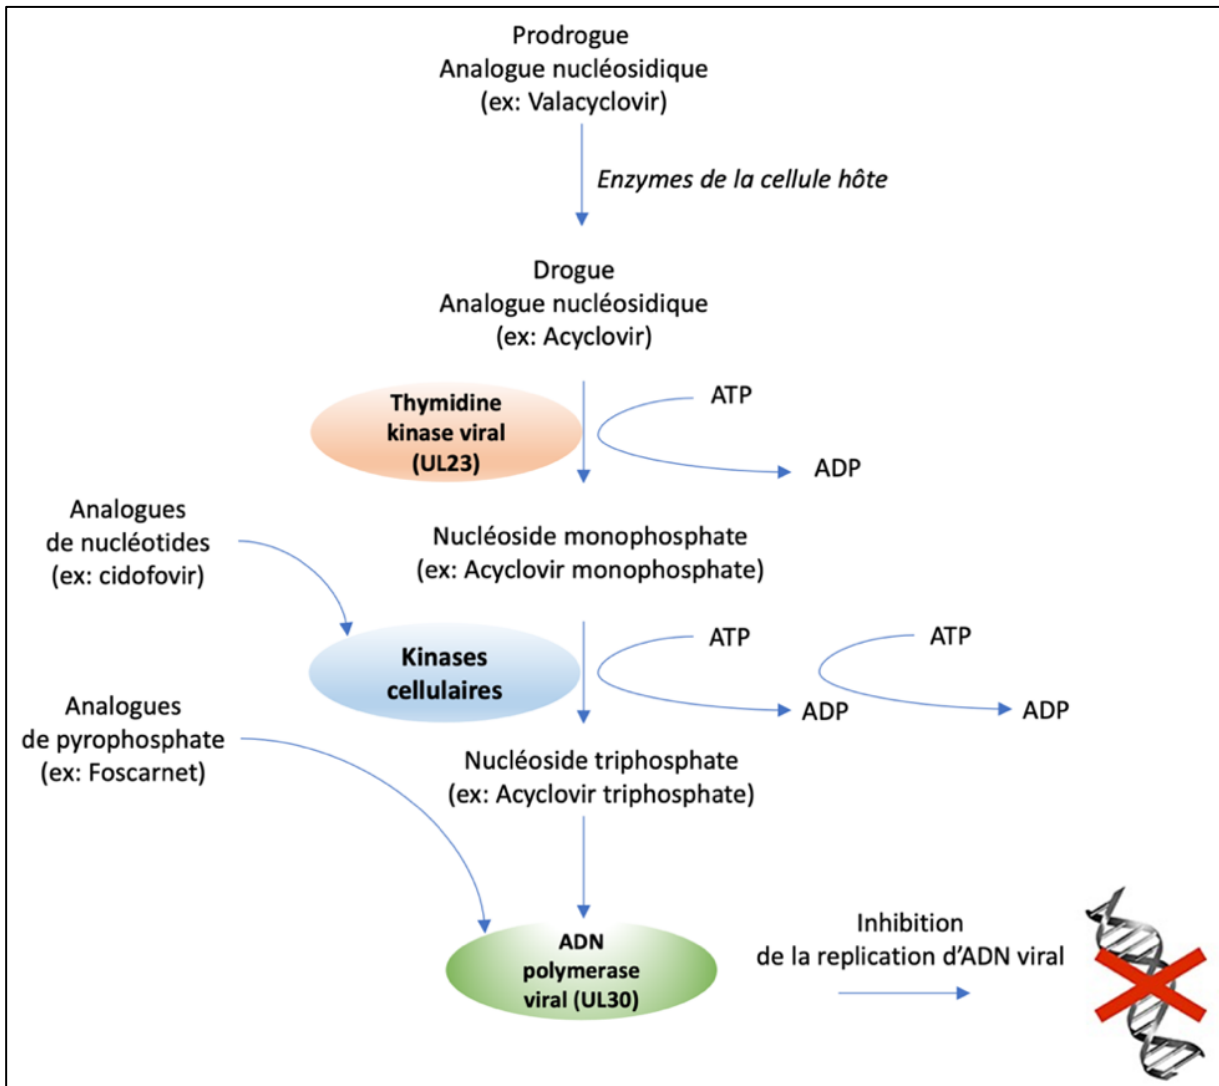 Prodrogue
Analogue nucléosidique
(ex: Valacyclovir)
Enzymes de la cellule hôte
Drogue
Analogue nucléosidique
(ex: Acyclovir)
Thymidine
kinase viral
(UL23)
ATP
ADP
Analogues
de nucléotides
(ex: cidofovir)
Nucléoside monophosphate
(ex: Acyclovir monophosphate)
Kinases
cellulaires
ATP
ADP
ATP
ADP
Analogues
de pyrophosphate
(ex: Foscarnet)
Nucléoside triphosphate
(ex: Acyclovir triphosphate)
ADN
polymerase
viral (UL30)
Inhibition
de la replication d'ADN viral